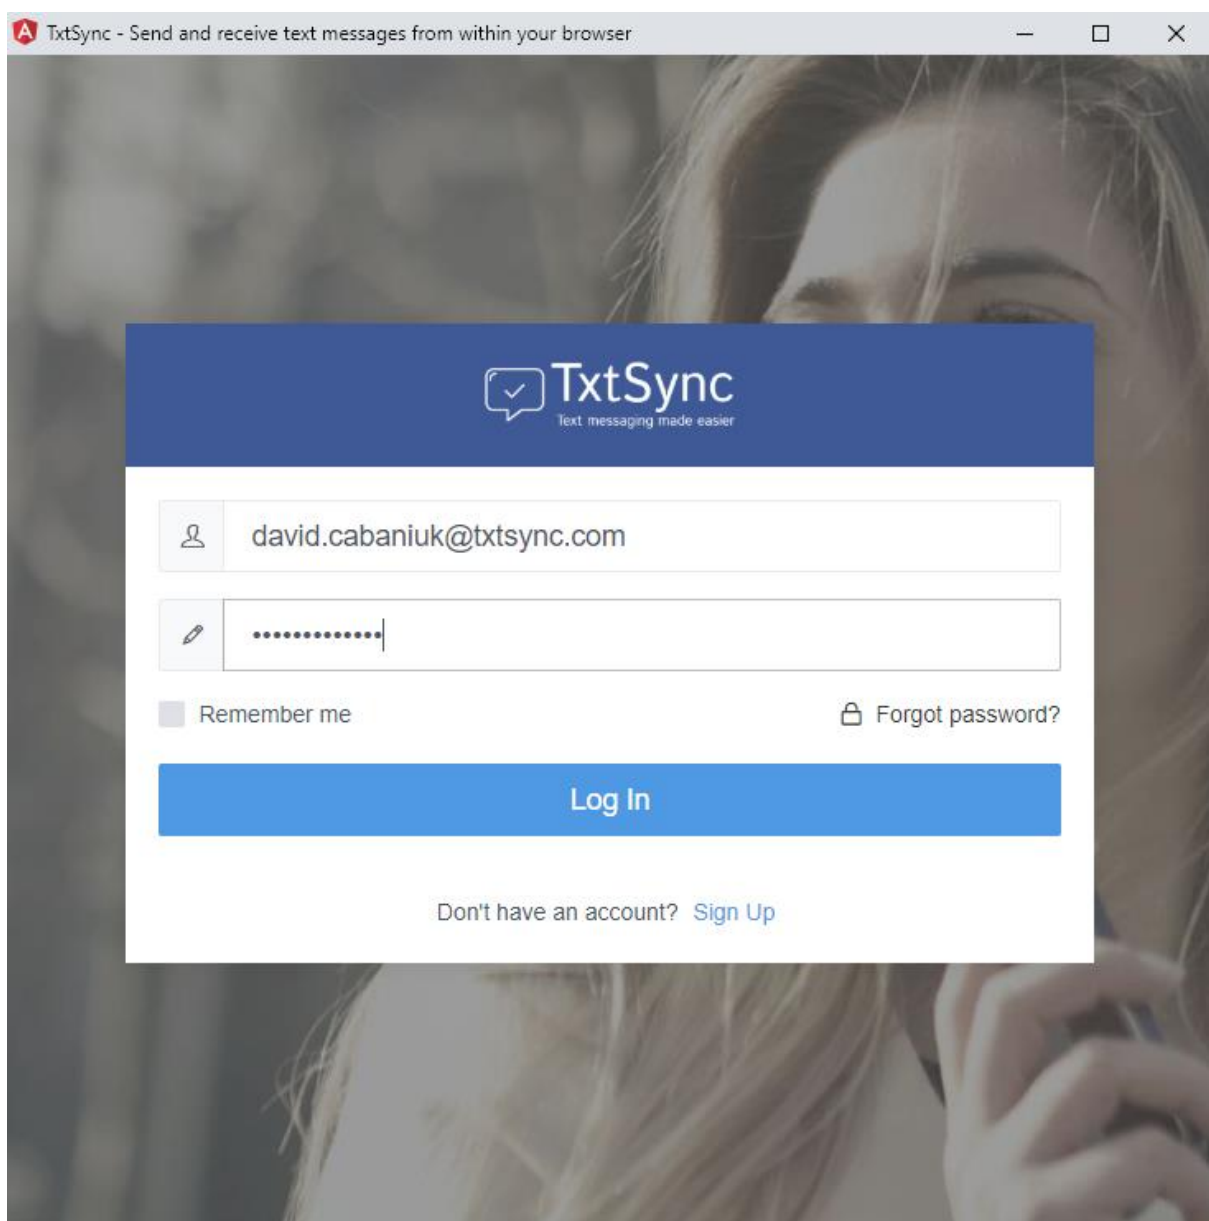 TxtSync - Send and receive text messages from within your browser
TxtSync
Text messaging made easier
david.cabaniuk@txtsync.com
•••••••••••••
Remember me
Forgot password?
Log In
Don't have an account? Sign Up